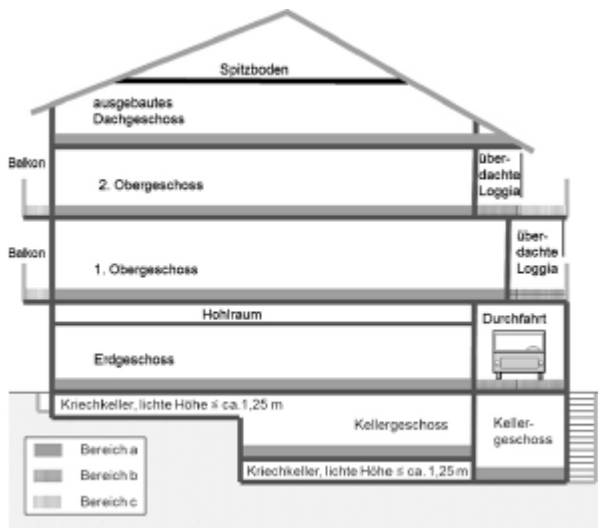 Spitzboden
ausgebautes
Dachgeschoss
Balkon
2. Obergeschoss
über-
dachte
Loggia
Balkon
1. Obergeschoss
über-
dachte
Loggia
Hohlraum
Durchfahrt
Erdgeschoss
Kriechkeller, lichte Höhe ≤ ca. 1,25 m
Kellergeschoss
Keller-
geschoss
Kriechkeller, lichte Höhe ≤ ca. 1,25 m
Bereich a
Bereich b
Bereich c